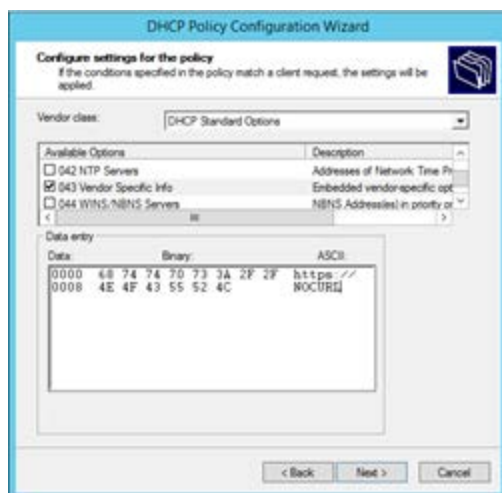 DHCP Policy Configuration Wizard
Configure settings for the policy
If the conditions specified in the policy match a client request, the settings will be
applied.
Vendor class: DHCP Standard Options
Available Options Description
042 NTP Servers Addresses of Network Time Pr
043 Vendor Specific Info Embedded vendor-specific opt
044 WINS/NBNS Servers NBNS Address(es) in priority or
Data entry
Data: Binary: ASCII:
0000 68 74 74 70 73 3A 2F 2F https://
0008 4E 4F 43 55 52 4C NOCURL
< Back Next > Cancel